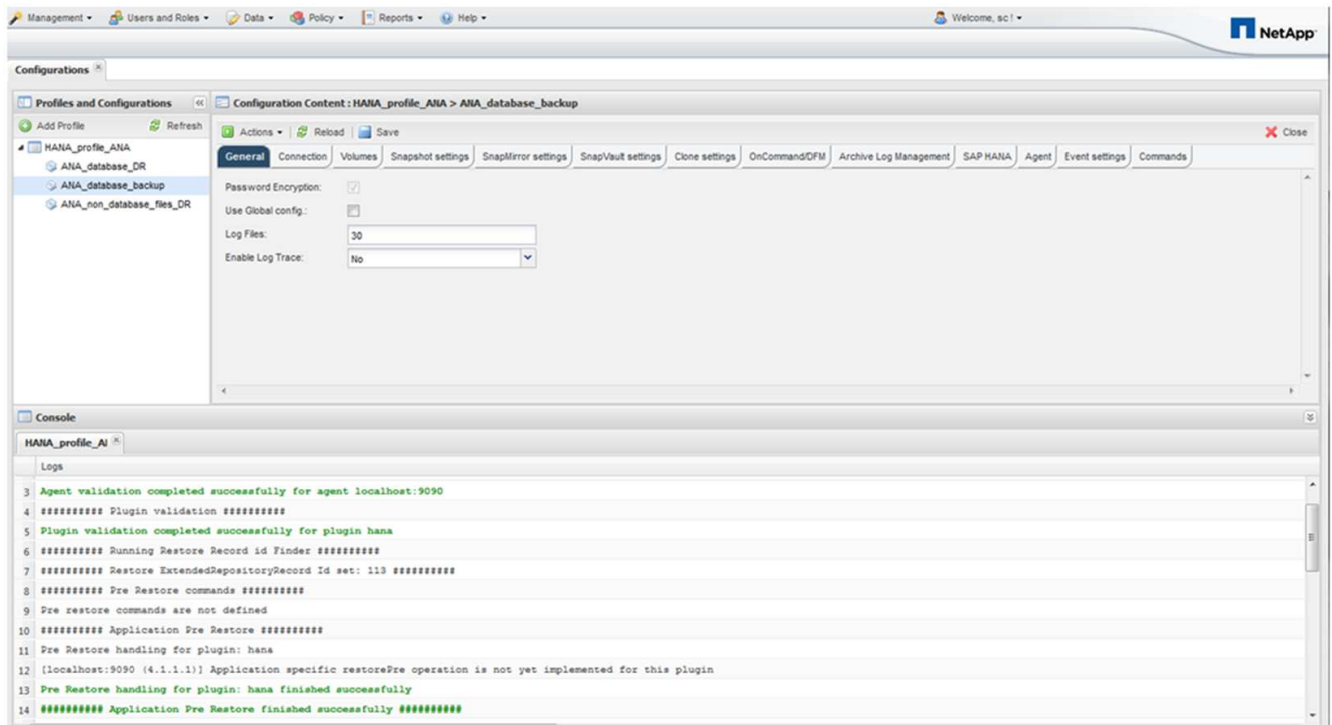 Management Users and Roles Data Policy Reports Help Welcome, sc!
NetApp
Configurations
Profiles and Configurations
Configuration Content : HANA_profile_ANA > ANA_database_backup
Add Profile Refresh
Actions Reload Save Close
HANA_profile_ANA
ANA_database_DR
ANA_database_backup
ANA_non_database_files_DR
General Connection Volumes Snapshot settings SnapMirror settings SnapVault settings Clone settings OnCommand/DFM Archive Log Management SAP HANA Agent Event settings Commands
Password Encryption:
Use Global config.:
Log Files: 30
Enable Log Trace: No
Console
HANA_profile_AI
Logs
3 Agent validation completed successfully for agent localhost:9090
4 ########## Plugin validation ##########
5 Plugin validation completed successfully for plugin hana
6 ########## Running Restore Record id Finder ##########
7 ########## Restore ExtendedRepositoryRecord Id set: 113 ##########
8 ########## Pre Restore commands ##########
9 Pre restore commands are not defined
10 ########## Application Pre Restore ##########
11 Pre Restore handling for plugin: hana
12 [localhost:9090 (4.1.1.1)] Application specific restorePre operation is not yet implemented for this plugin
13 Pre Restore handling for plugin: hana finished successfully
14 ########## Application Pre Restore finished successfully ##########